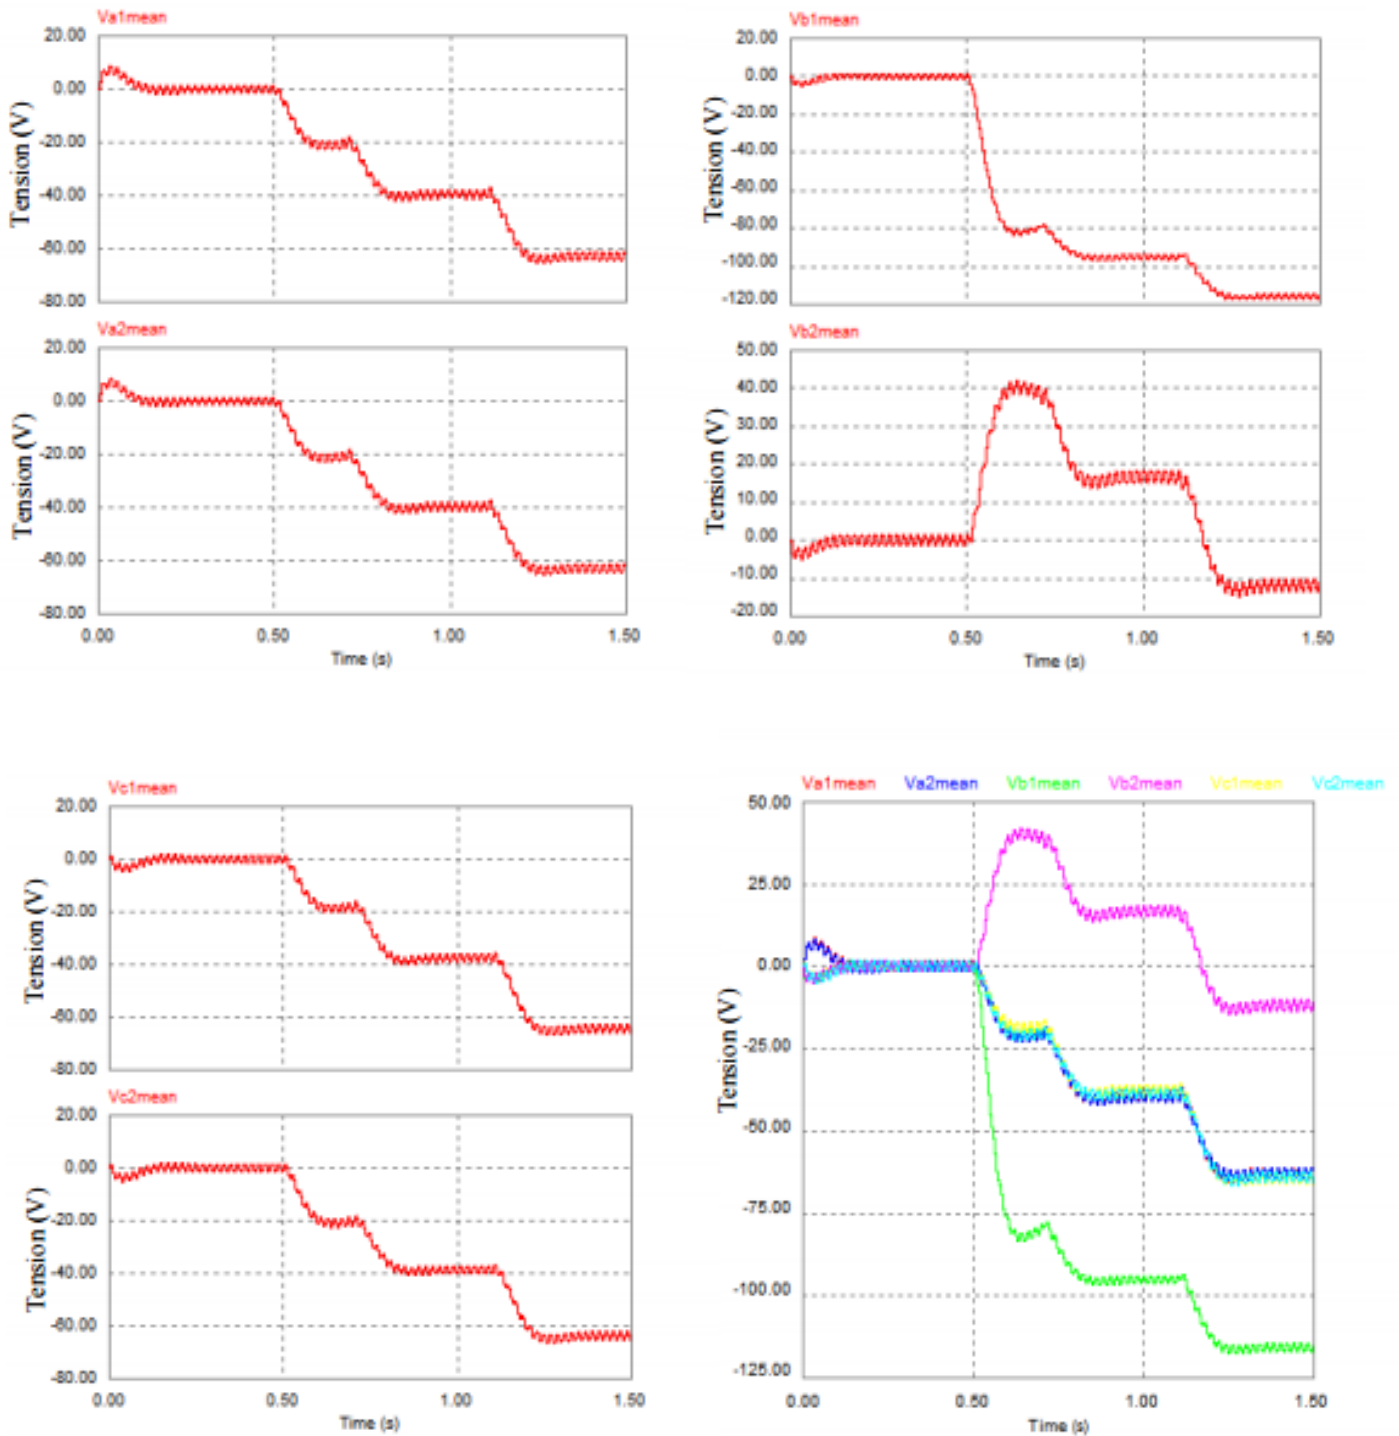 Va1mean
20.00
0.00
-20.00
-40.00
-60.00
-80.00
Tension (V)
Va2mean
20.00
0.00
-20.00
-40.00
-60.00
-80.00
Tension (V)
0.00 0.50 1.00 1.50
Time (s)
Vb1mean
20.00
0.00
-20.00
-40.00
-60.00
-80.00
-100.00
-120.00
Tension (V)
Vb2mean
50.00
40.00
30.00
20.00
10.00
0.00
-10.00
-20.00
Tension (V)
0.00 0.50 1.00 1.50
Time (s)
Vc1mean
20.00
0.00
-20.00
-40.00
-60.00
-80.00
Tension (V)
Vc2mean
20.00
0.00
-20.00
-40.00
-60.00
-80.00
Tension (V)
0.00 0.50 1.00 1.50
Time (s)
Va1mean Va2mean Vb1mean Vb2mean Vc1mean Vc2mean
50.00
25.00
0.00
-25.00
-50.00
-75.00
-100.00
-125.00
Tension (V)
0.00 0.50 1.00 1.50
Time (s)